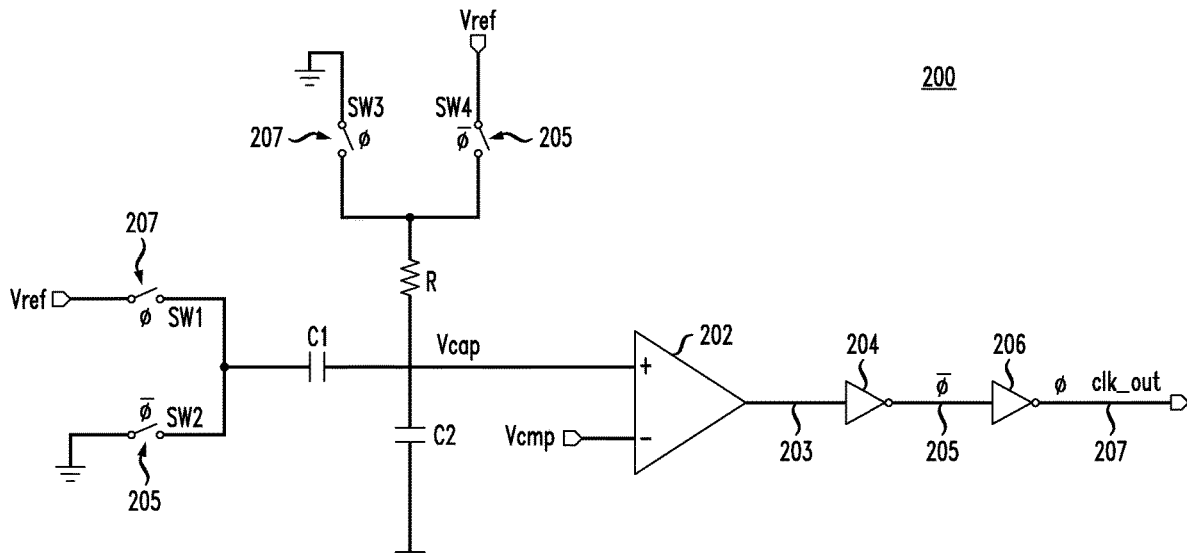 Vref
200
SW3
SW4
207
ϕ
ϕ̅
205
207
R
Vref
ϕ
SW1
C1
Vcap
202
204
206
+
ϕ̅
ϕ
clk_out
ϕ̅
SW2
C2
Vcmp
−
203
205
207
205